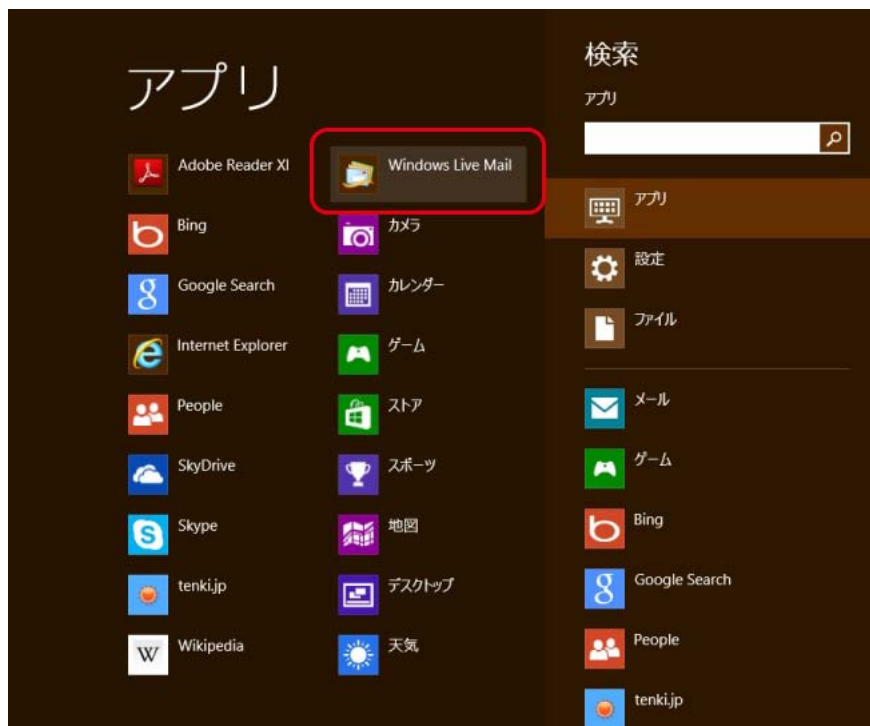 アプリ
Adobe Reader XI
Bing
Google Search
Internet Explorer
People
SkyDrive
Skype
tenki.jp
Wikipedia
Windows Live Mail
カメラ
カレンダー
ゲーム
ストア
スポーツ
地図
デスクトップ
天気
検索
アプリ
アプリ
設定
ファイル
メール
ゲーム
Bing
Google Search
People
tenki.jp